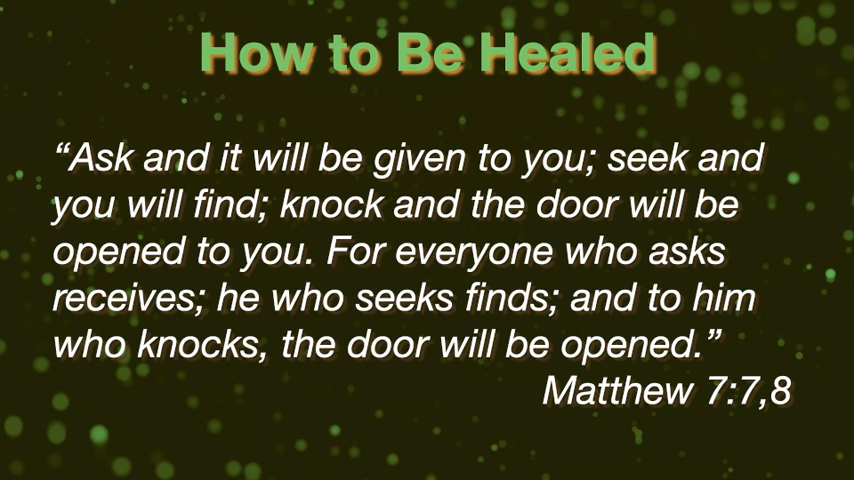 How to Be Healed
“Ask and it will be given to you; seek and
you will find; knock and the door will be
opened to you. For everyone who asks
receives; he who seeks finds; and to him
who knocks, the door will be opened.”
Matthew 7:7,8